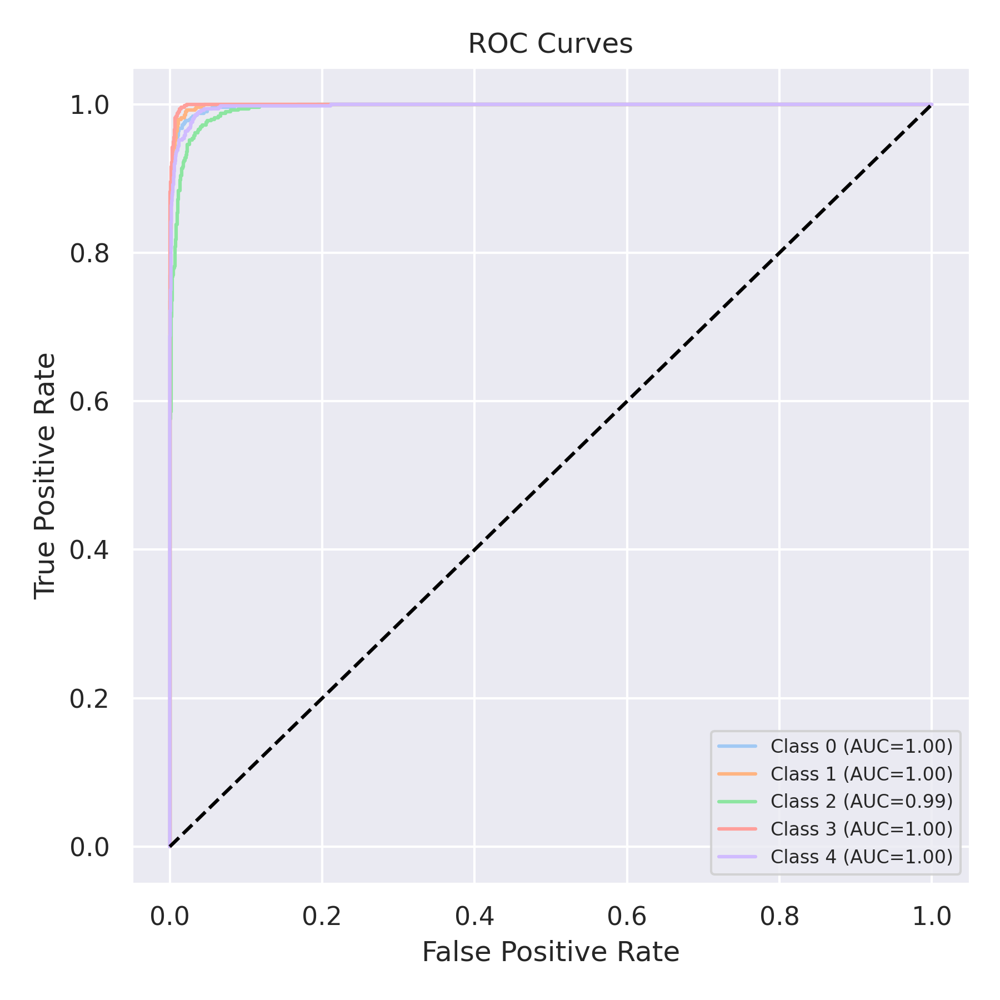 ROC Curves
1.0
0.8
0.6
0.4
0.2
0.0
True Positive Rate
Class 0 (AUC=1.00)
Class 1 (AUC=1.00)
Class 2 (AUC=0.99)
Class 3 (AUC=1.00)
Class 4 (AUC=1.00)
0.0 0.2 0.4 0.6 0.8 1.0
False Positive Rate